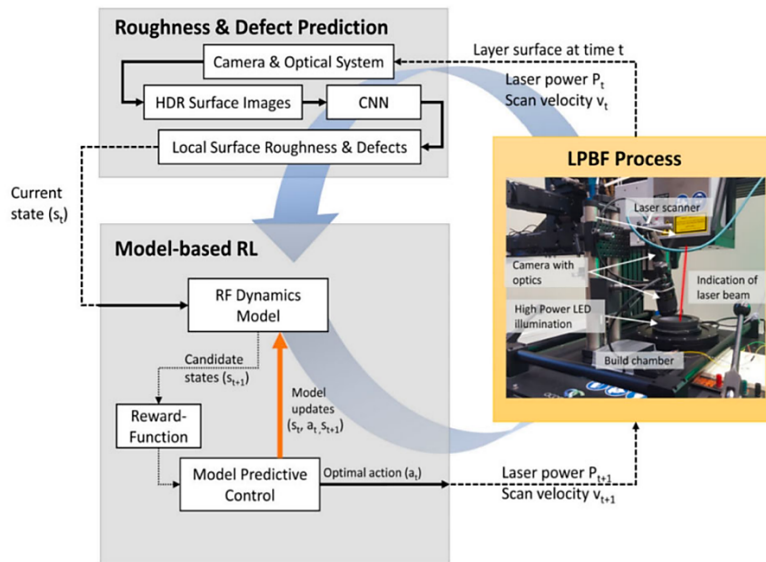 Roughness & Defect Prediction
Camera & Optical System
HDR Surface Images
CNN
Local Surface Roughness & Defects
Layer surface at time t
Laser power Pt
Scan velocity vt
LPBF Process
Laser scanner
Camera with
optics
Indication of
laser beam
High Power LED
illumination
Build chamber
Current
state (st)
Model-based RL
RF Dynamics
Model
Candidate
states (st+1)
Model
updates
(st, at ,st+1)
Reward-
Function
Model Predictive
Control
Optimal action (at)
Laser power Pt+1
Scan velocity vt+1